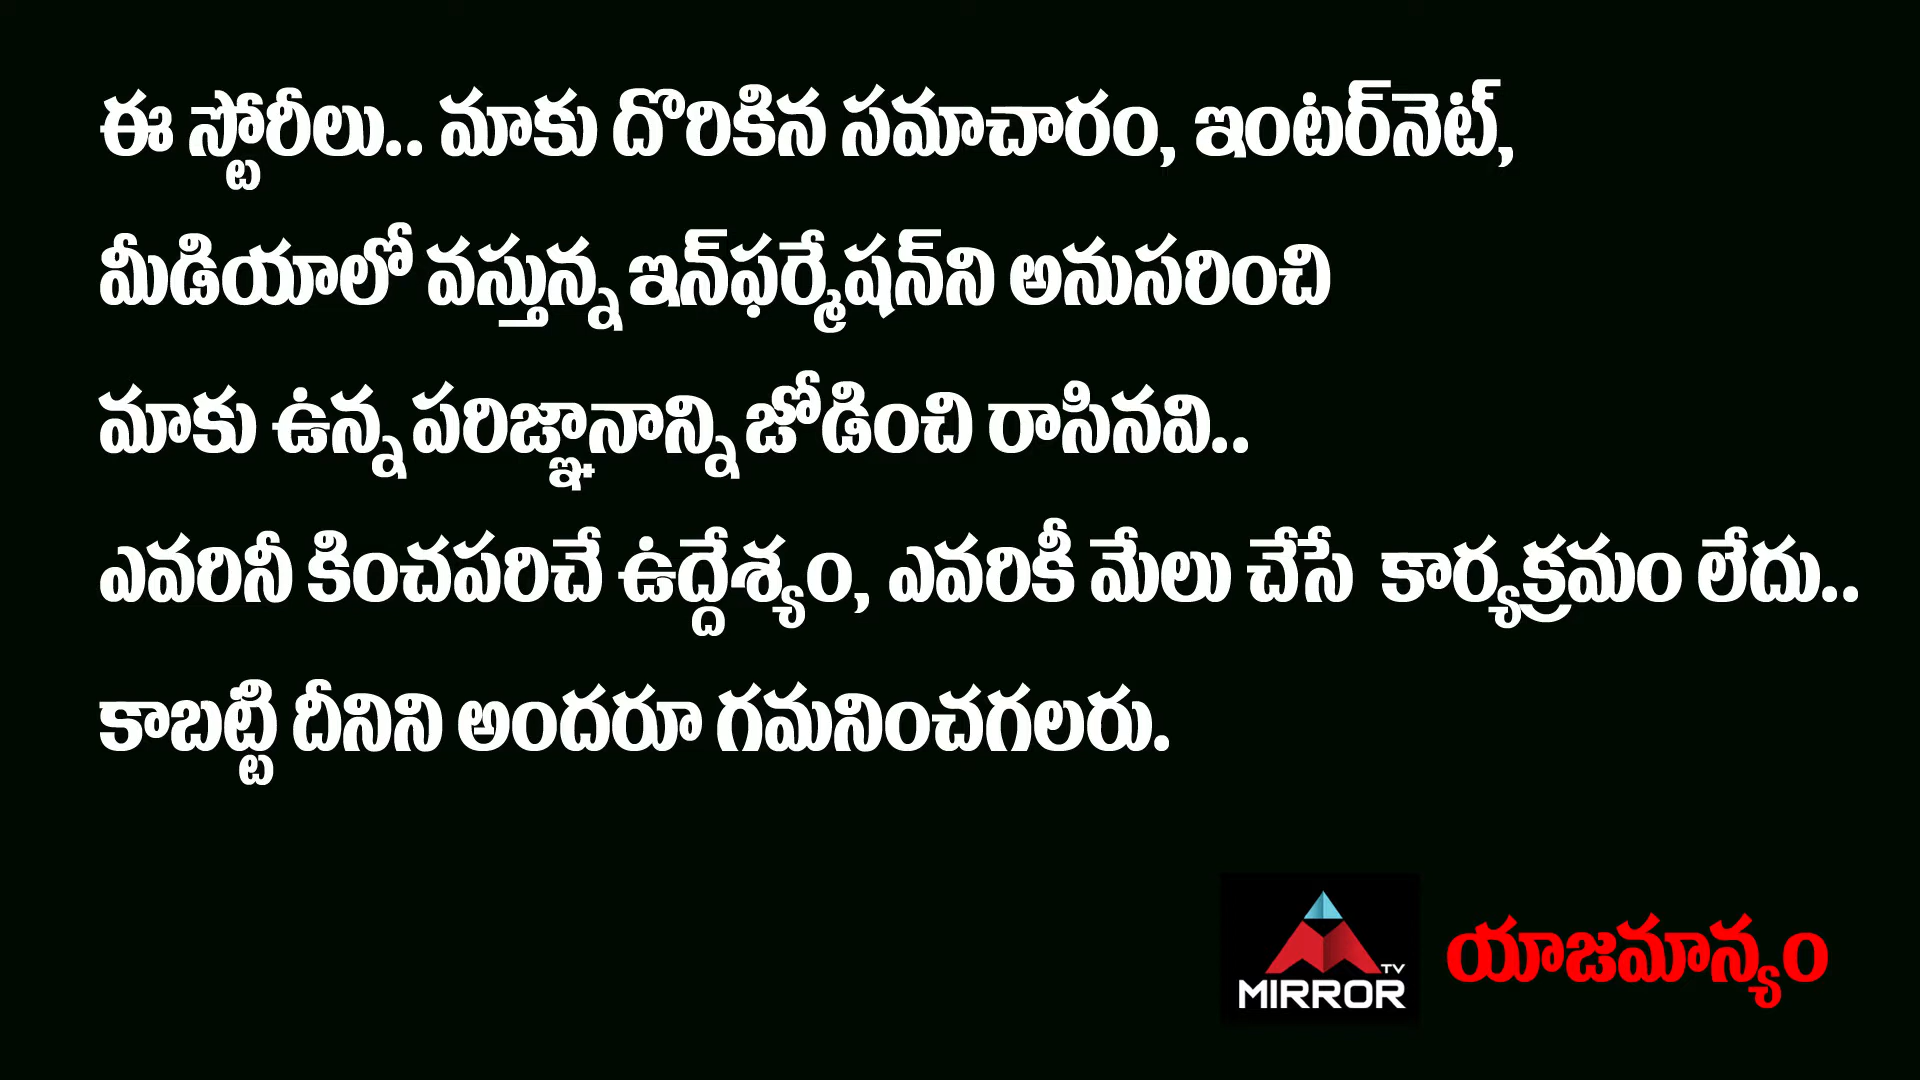 ఈ స్టోరీలు.. మాకు దొరికిన సమాచారం, ఇంటర్‌నెట్,
మీడియాలో వస్తున్న ఇన్‌ఫర్మేషన్‌ని అనుసరించి
మాకు ఉన్న పరిజ్ఞానాన్ని జోడించి రాసినవి..
ఎవరినీ కించపరిచే ఉద్దేశ్యం, ఎవరికీ మేలు చేసే కార్యక్రమం లేదు..
కాబట్టి దీనిని అందరూ గమనించగలరు.
MIRROR TV యాజమాన్యం